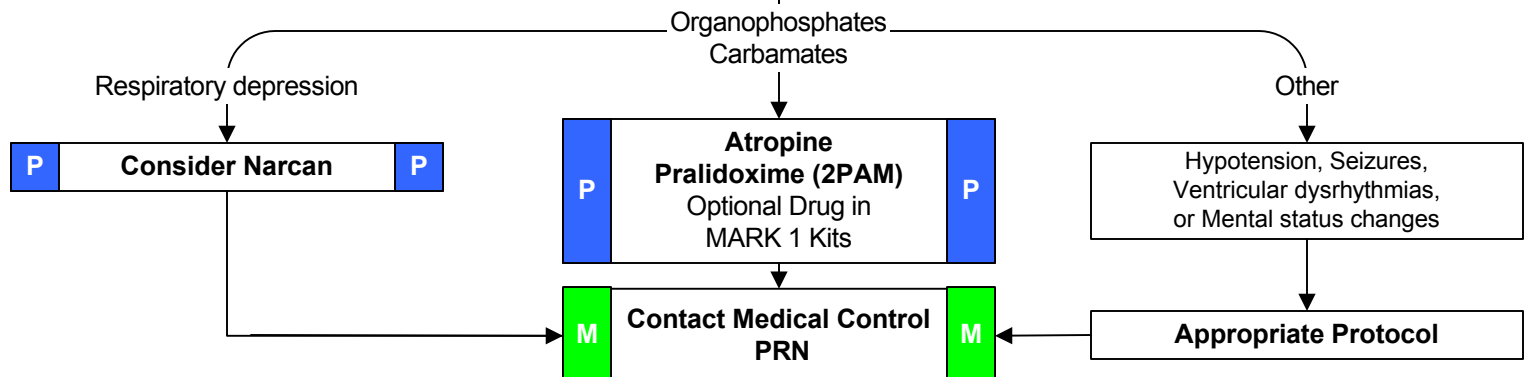 Organophosphates
Carbamates
Respiratory depression
Other
P Consider Narcan P
P
Atropine
Pralidoxime (2PAM)
Optional Drug in
MARK 1 Kits
P
Hypotension, Seizures,
Ventricular dysrhythmias,
or Mental status changes
M
Contact Medical Control
PRN
M
Appropriate Protocol